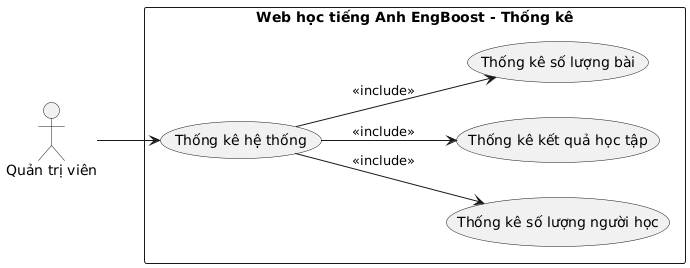 Web học tiếng Anh EngBoost - Thống kê
Thống kê số lượng bài
«include»
Thống kê hệ thống
«include»
Thống kê kết quả học tập
«include»
Quản trị viên
Thống kê số lượng người học